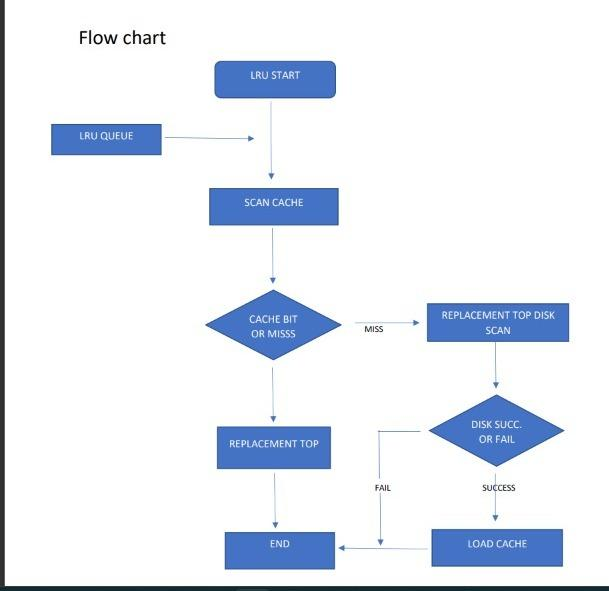 Flow chart
LRU START
LRU QUEUE
SCAN CACHE
CACHE BIT
OR MISSS
MISS
REPLACEMENT TOP DISK
SCAN
REPLACEMENT TOP
DISK SUCC.
OR FAIL
FAIL
SUCCESS
END
LOAD CACHE